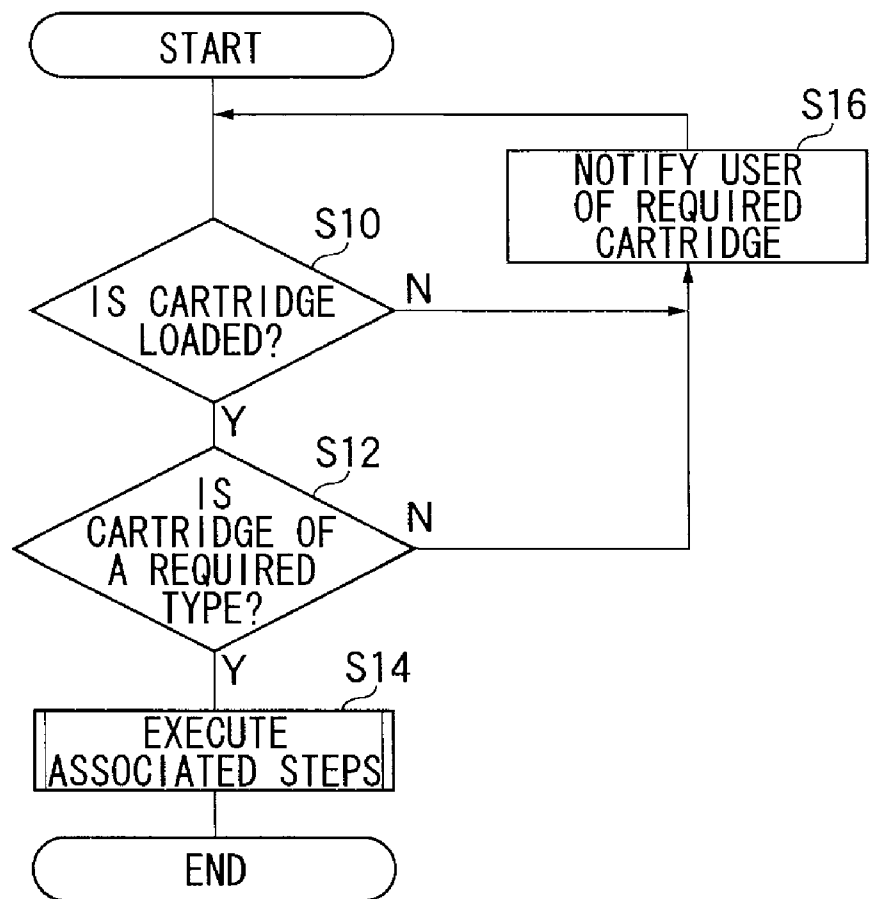 START
S16
NOTIFY USER
OF REQUIRED
CARTRIDGE
S10
IS CARTRIDGE
LOADED?
N
Y
S12
IS
CARTRIDGE OF
A REQUIRED
TYPE?
N
Y
S14
EXECUTE
ASSOCIATED STEPS
END